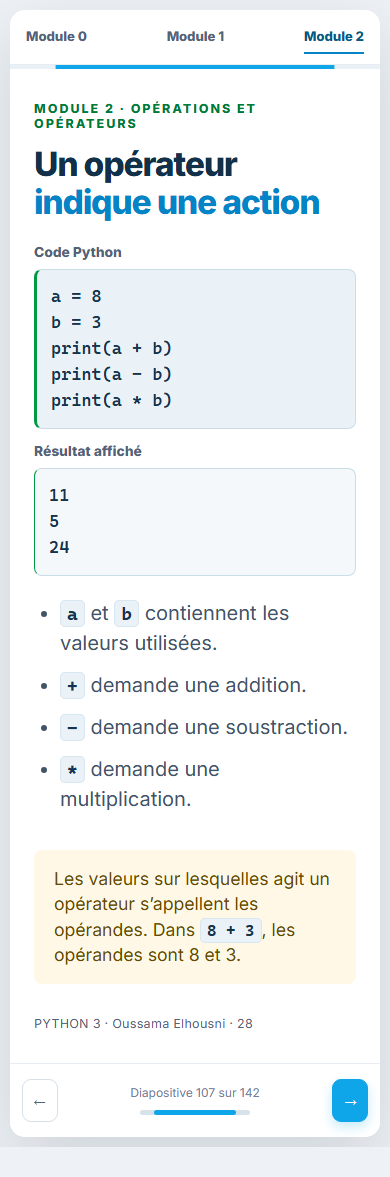 Module 0
Module 1
Module 2
MODULE 2 · OPÉRATIONS ET
OPÉRATEURS
Un opérateur
indique une action
Code Python
a = 8
b = 3
print(a + b)
print(a - b)
print(a * b)
Résultat affiché
11
5
24
• a et b contiennent les
valeurs utilisées.
• + demande une addition.
• - demande une soustraction.
• * demande une
multiplication.
Les valeurs sur lesquelles agit un
opérateur s’appellent les
opérandes. Dans 8 + 3, les
opérandes sont 8 et 3.
PYTHON 3 · Oussama Elhousni · 28
← Diapositive 107 sur 142 →